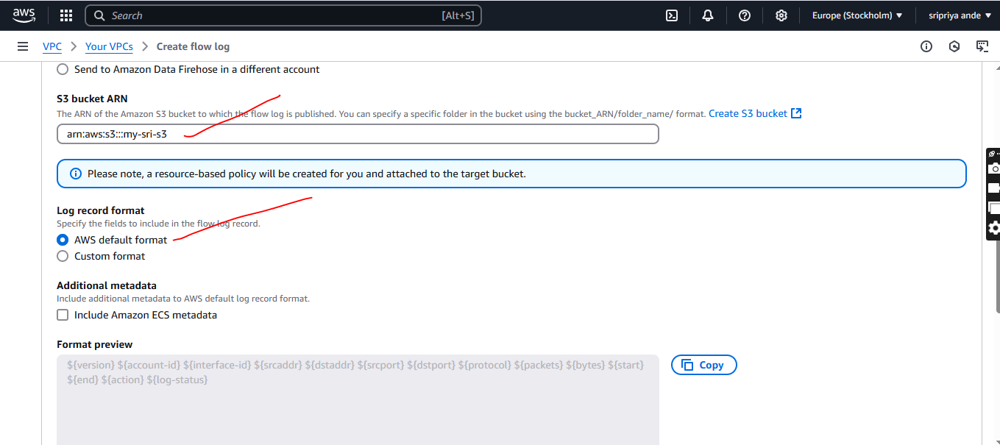 aws
Search [Alt+S] Europe (Stockholm) sripriya ande
VPC Your VPCs Create flow log
Send to Amazon Data Firehose in a different account
S3 bucket ARN
The ARN of the Amazon S3 bucket to which the flow log is published. You can specify a specific folder in the bucket using the bucket_ARN/folder_name/ format. Create S3 bucket
arn:aws:s3:::my-sri-s3
Please note, a resource-based policy will be created for you and attached to the target bucket.
Log record format
Specify the fields to include in the flow log record.
AWS default format
Custom format
Additional metadata
Include additional metadata to AWS default log record format.
Include Amazon ECS metadata
Format preview
${version} ${account-id} ${interface-id} ${srcaddr} ${dstaddr} ${srcport} ${dstport} ${protocol} ${packets} ${bytes} ${start}
${end} ${action} ${log-status}
Copy